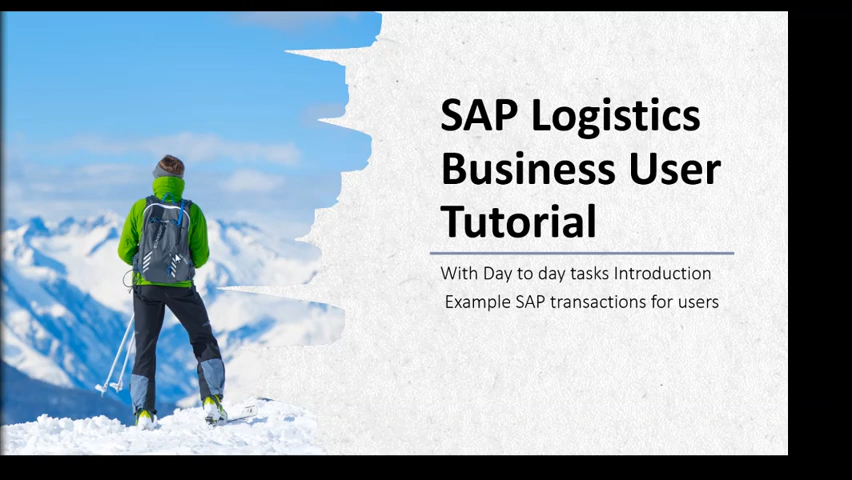 SAP Logistics
Business User
Tutorial
With Day to day tasks Introduction
Example SAP transactions for users